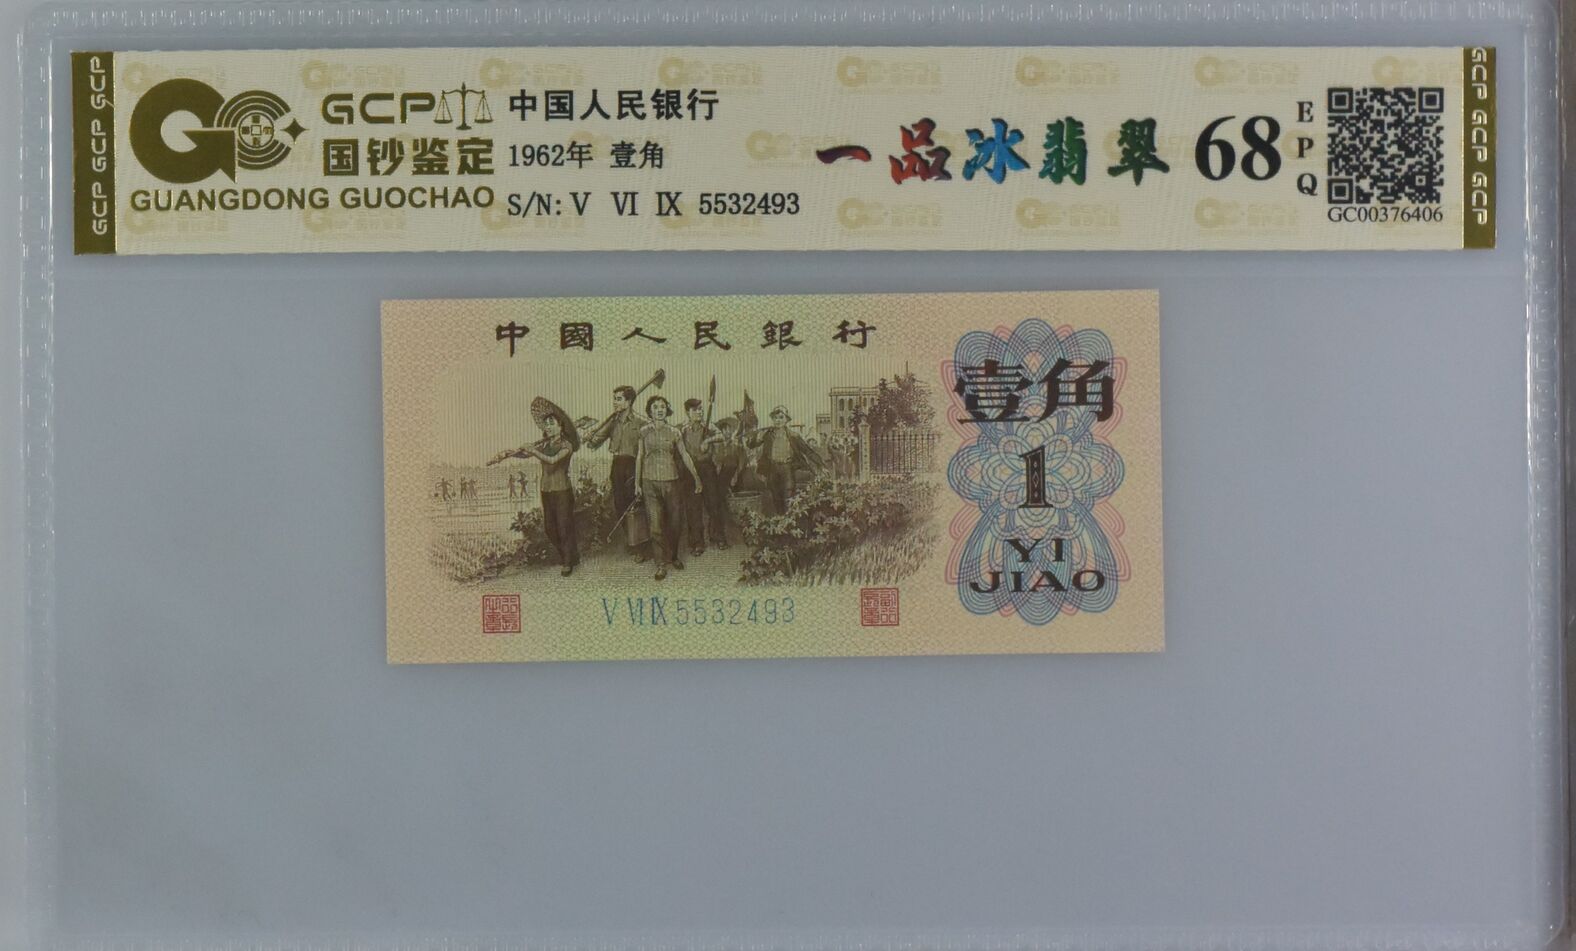 GCP GCP GCP
GCP
国钞鉴定
GUANGDONG GUOCHAO
中国人民银行
1962年 壹角
S/N: V VI IX 5532493
一品冰翡翠
68
EPQ
GC00376406
GCP GCP GCP
中國人民銀行
壹角
1
YI
JIAO
V VI IX 5532493